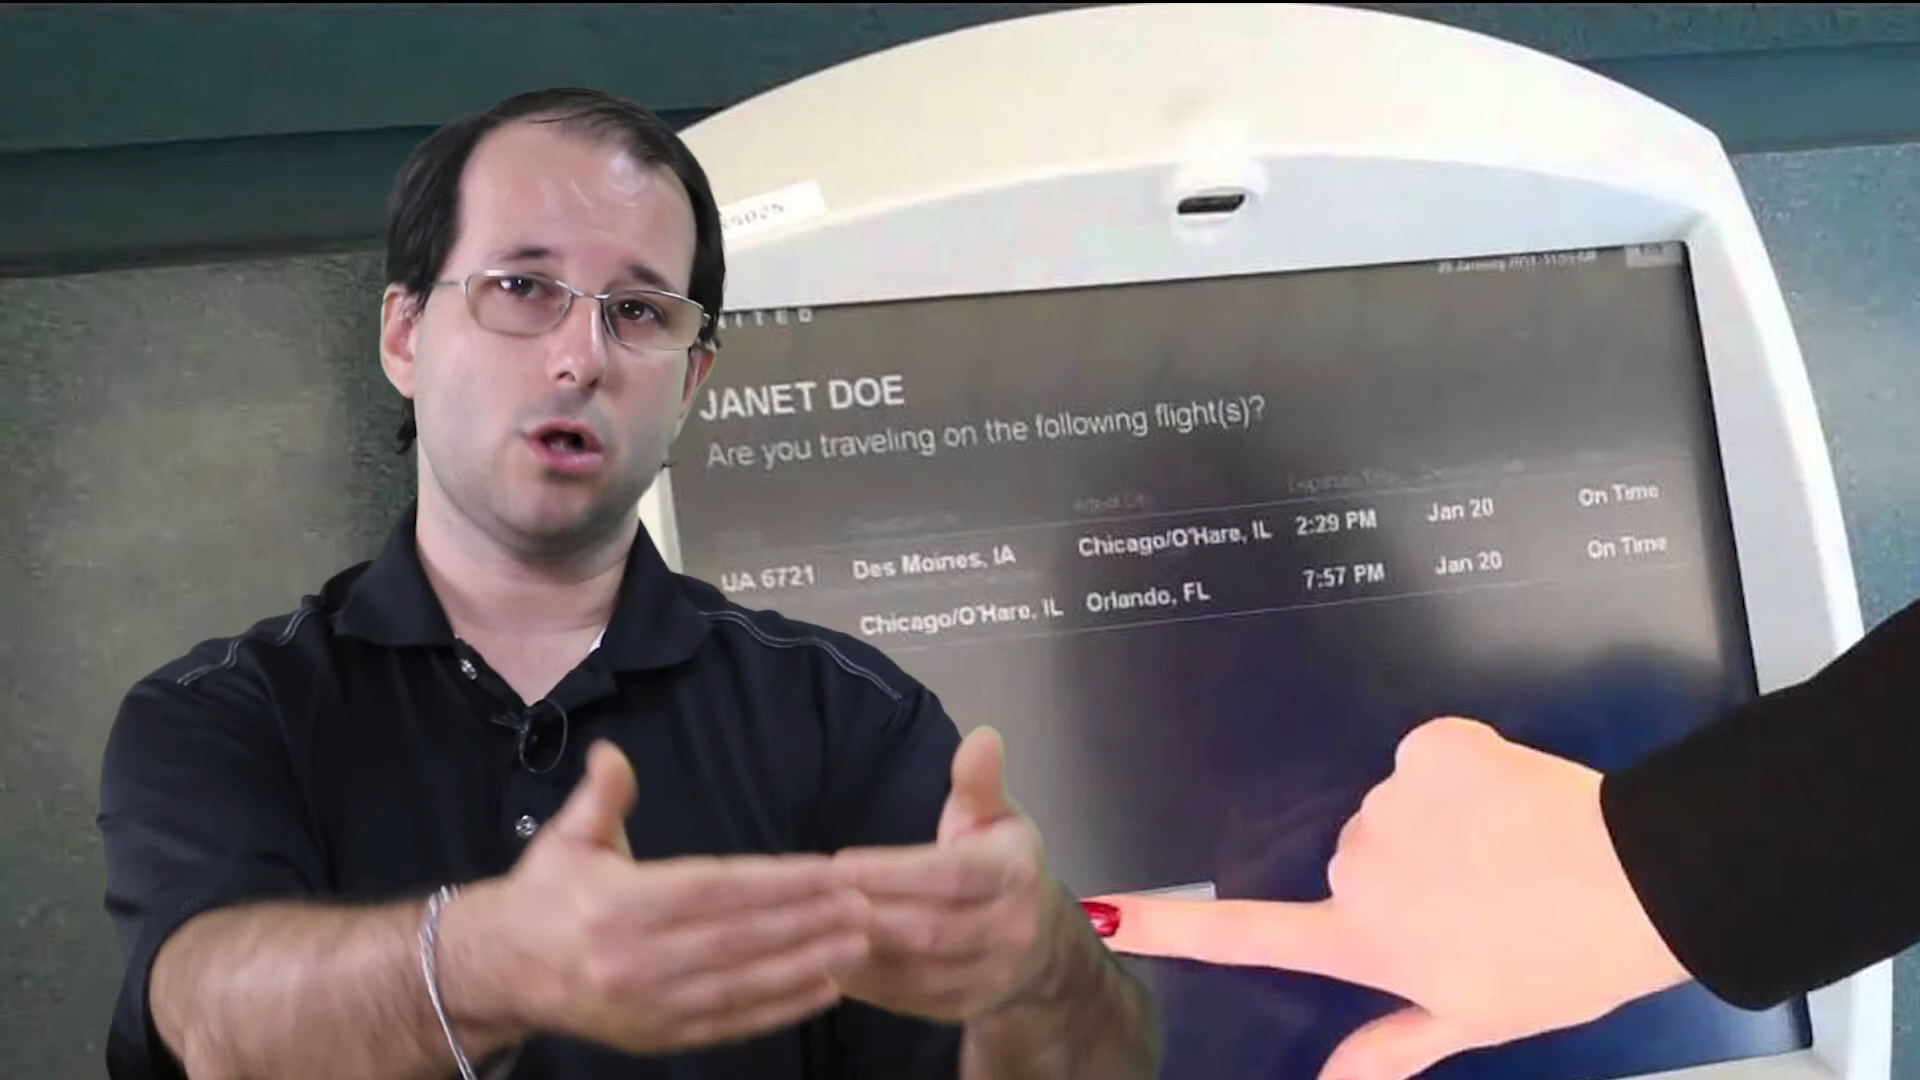 JANET DOE
Are you traveling on the following flight(s)?
UA 6721 Des Moines, IA Chicago/O'Hare, IL 2:29 PM Jan 20 On Time
Chicago/O'Hare, IL Orlando, FL 7:57 PM Jan 20 On Time